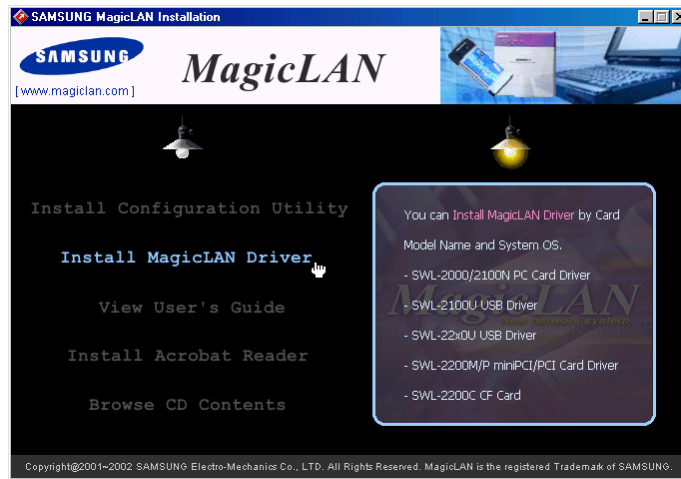 SAMSUNG MagicLAN Installation
SAMSUNG
MagicLAN
[ www.magiclan.com ]
Install Configuration Utility
Install MagicLAN Driver
View User's Guide
Install Acrobat Reader
Browse CD Contents
You can Install MagicLAN Driver by Card
Model Name and System OS.
- SWL-2000/2100N PC Card Driver
- SWL-2100U USB Driver
- SWL-22x0U USB Driver
- SWL-2200M/P miniPCI/PCI Card Driver
- SWL-2200C CF Card
MagicLAN
New network system
Copyright@2001~2002 SAMSUNG Electro-Mechanics Co., LTD. All Rights Reserved. MagicLAN is the registered Trademark of SAMSUNG.